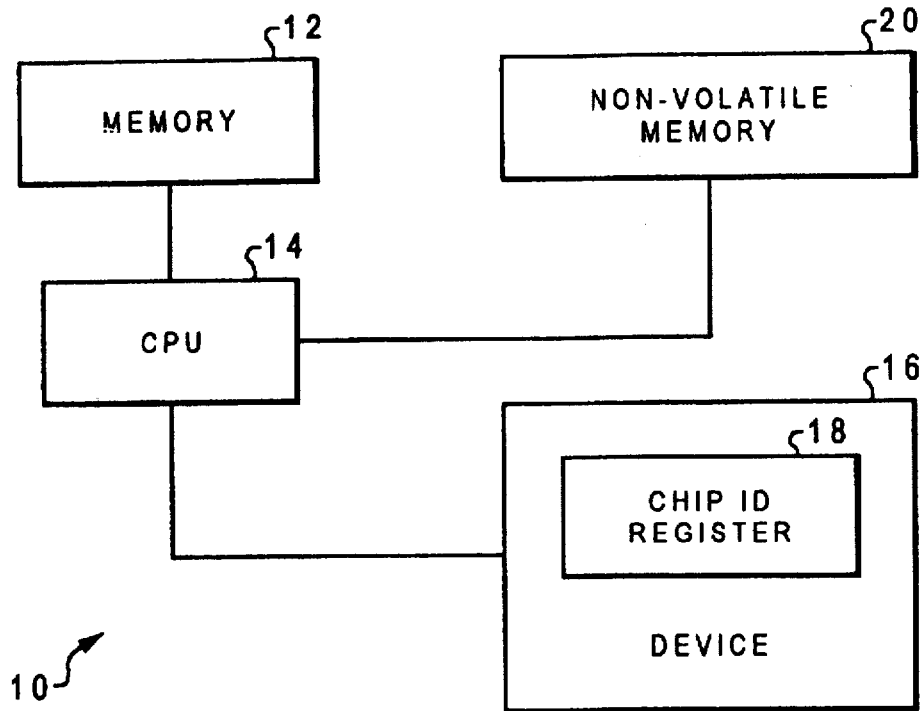 12
MEMORY
20
NON-VOLATILE
MEMORY
14
CPU
16
18
CHIP ID
REGISTER
DEVICE
10